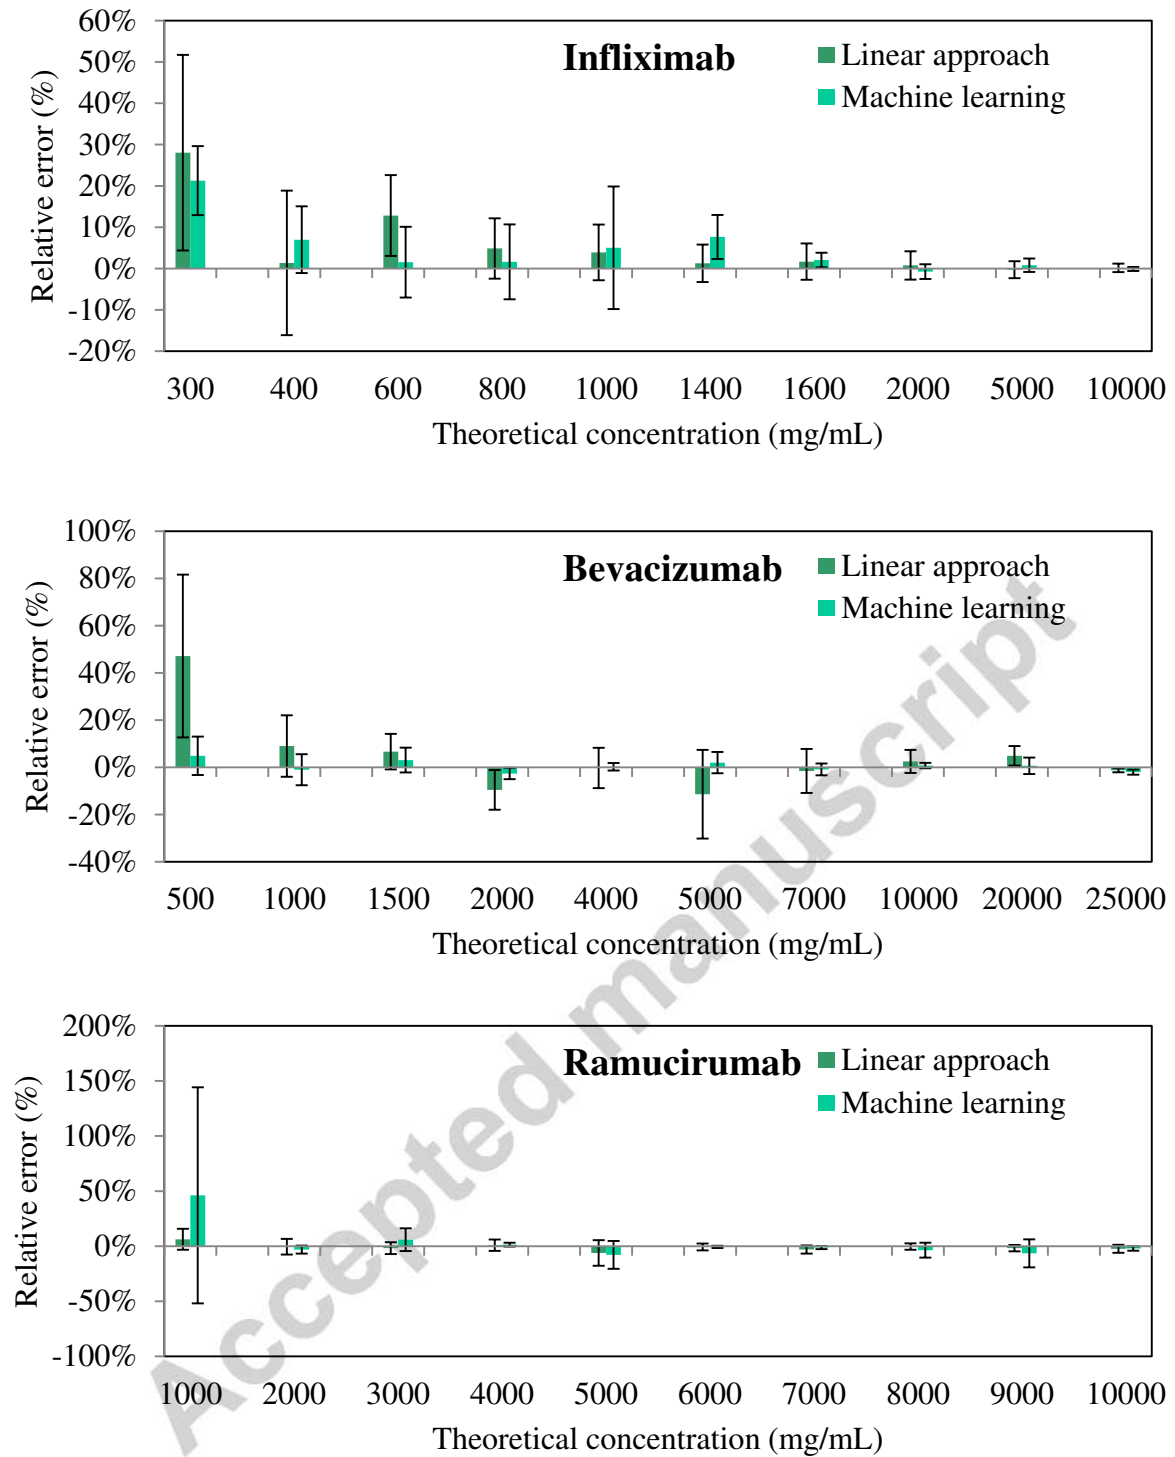 60%
50%
40%
30%
20%
10%
0%
-10%
-20%
Relative error (%)
Infliximab
Linear approach
Machine learning
300 400 600 800 1000 1400 1600 2000 5000 10000
Theoretical concentration (mg/mL)
100%
80%
60%
40%
20%
0%
-20%
-40%
Relative error (%)
Bevacizumab
Linear approach
Machine learning
500 1000 1500 2000 4000 5000 7000 10000 20000 25000
Theoretical concentration (mg/mL)
200%
150%
100%
50%
0%
-50%
-100%
Relative error (%)
Ramucirumab
Linear approach
Machine learning
1000 2000 3000 4000 5000 6000 7000 8000 9000 10000
Theoretical concentration (mg/mL)
Accepted manuscript